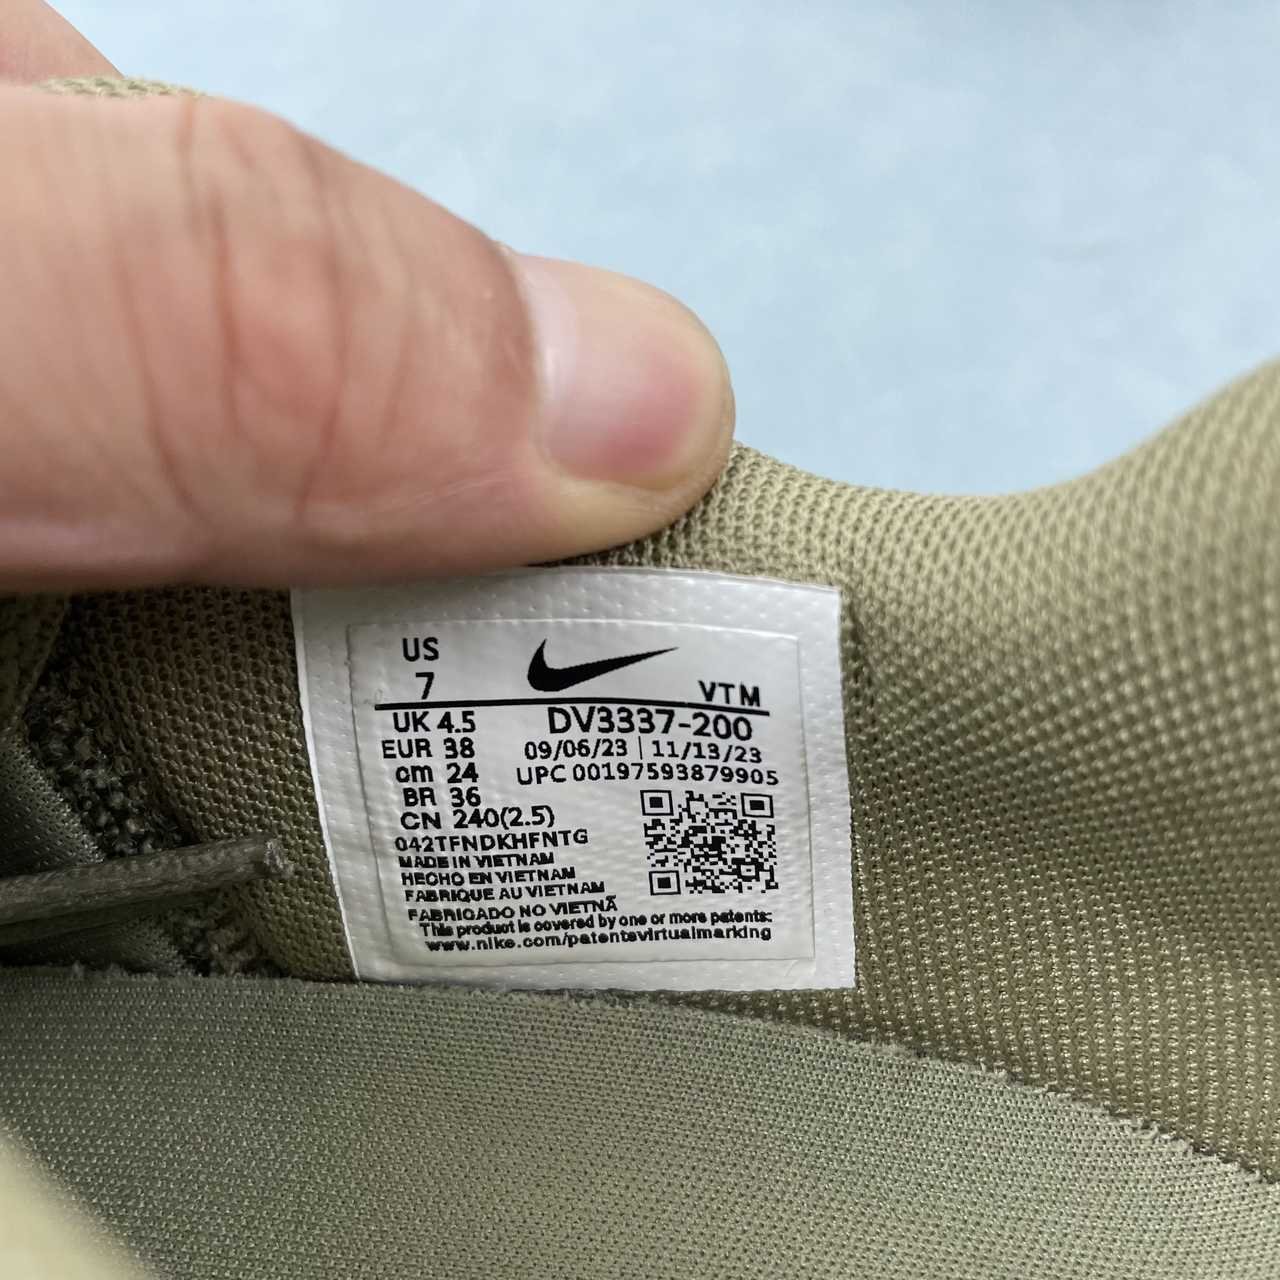 US
7 VTM
UK 4.5 DV3337-200
EUR 38 09/06/23 | 11/13/23
cm 24 UPC 00197593879905
BR 36
CN 240(2.5)
042TFNDKHFNTG
MADE IN VIETNAM
HECHO EN VIETNAM
FABRIQUE AU VIETNAM
FABRICADO NO VIETNÃ
This product is covered by one or more patents:
www.nike.com/patentsvirtualmarking